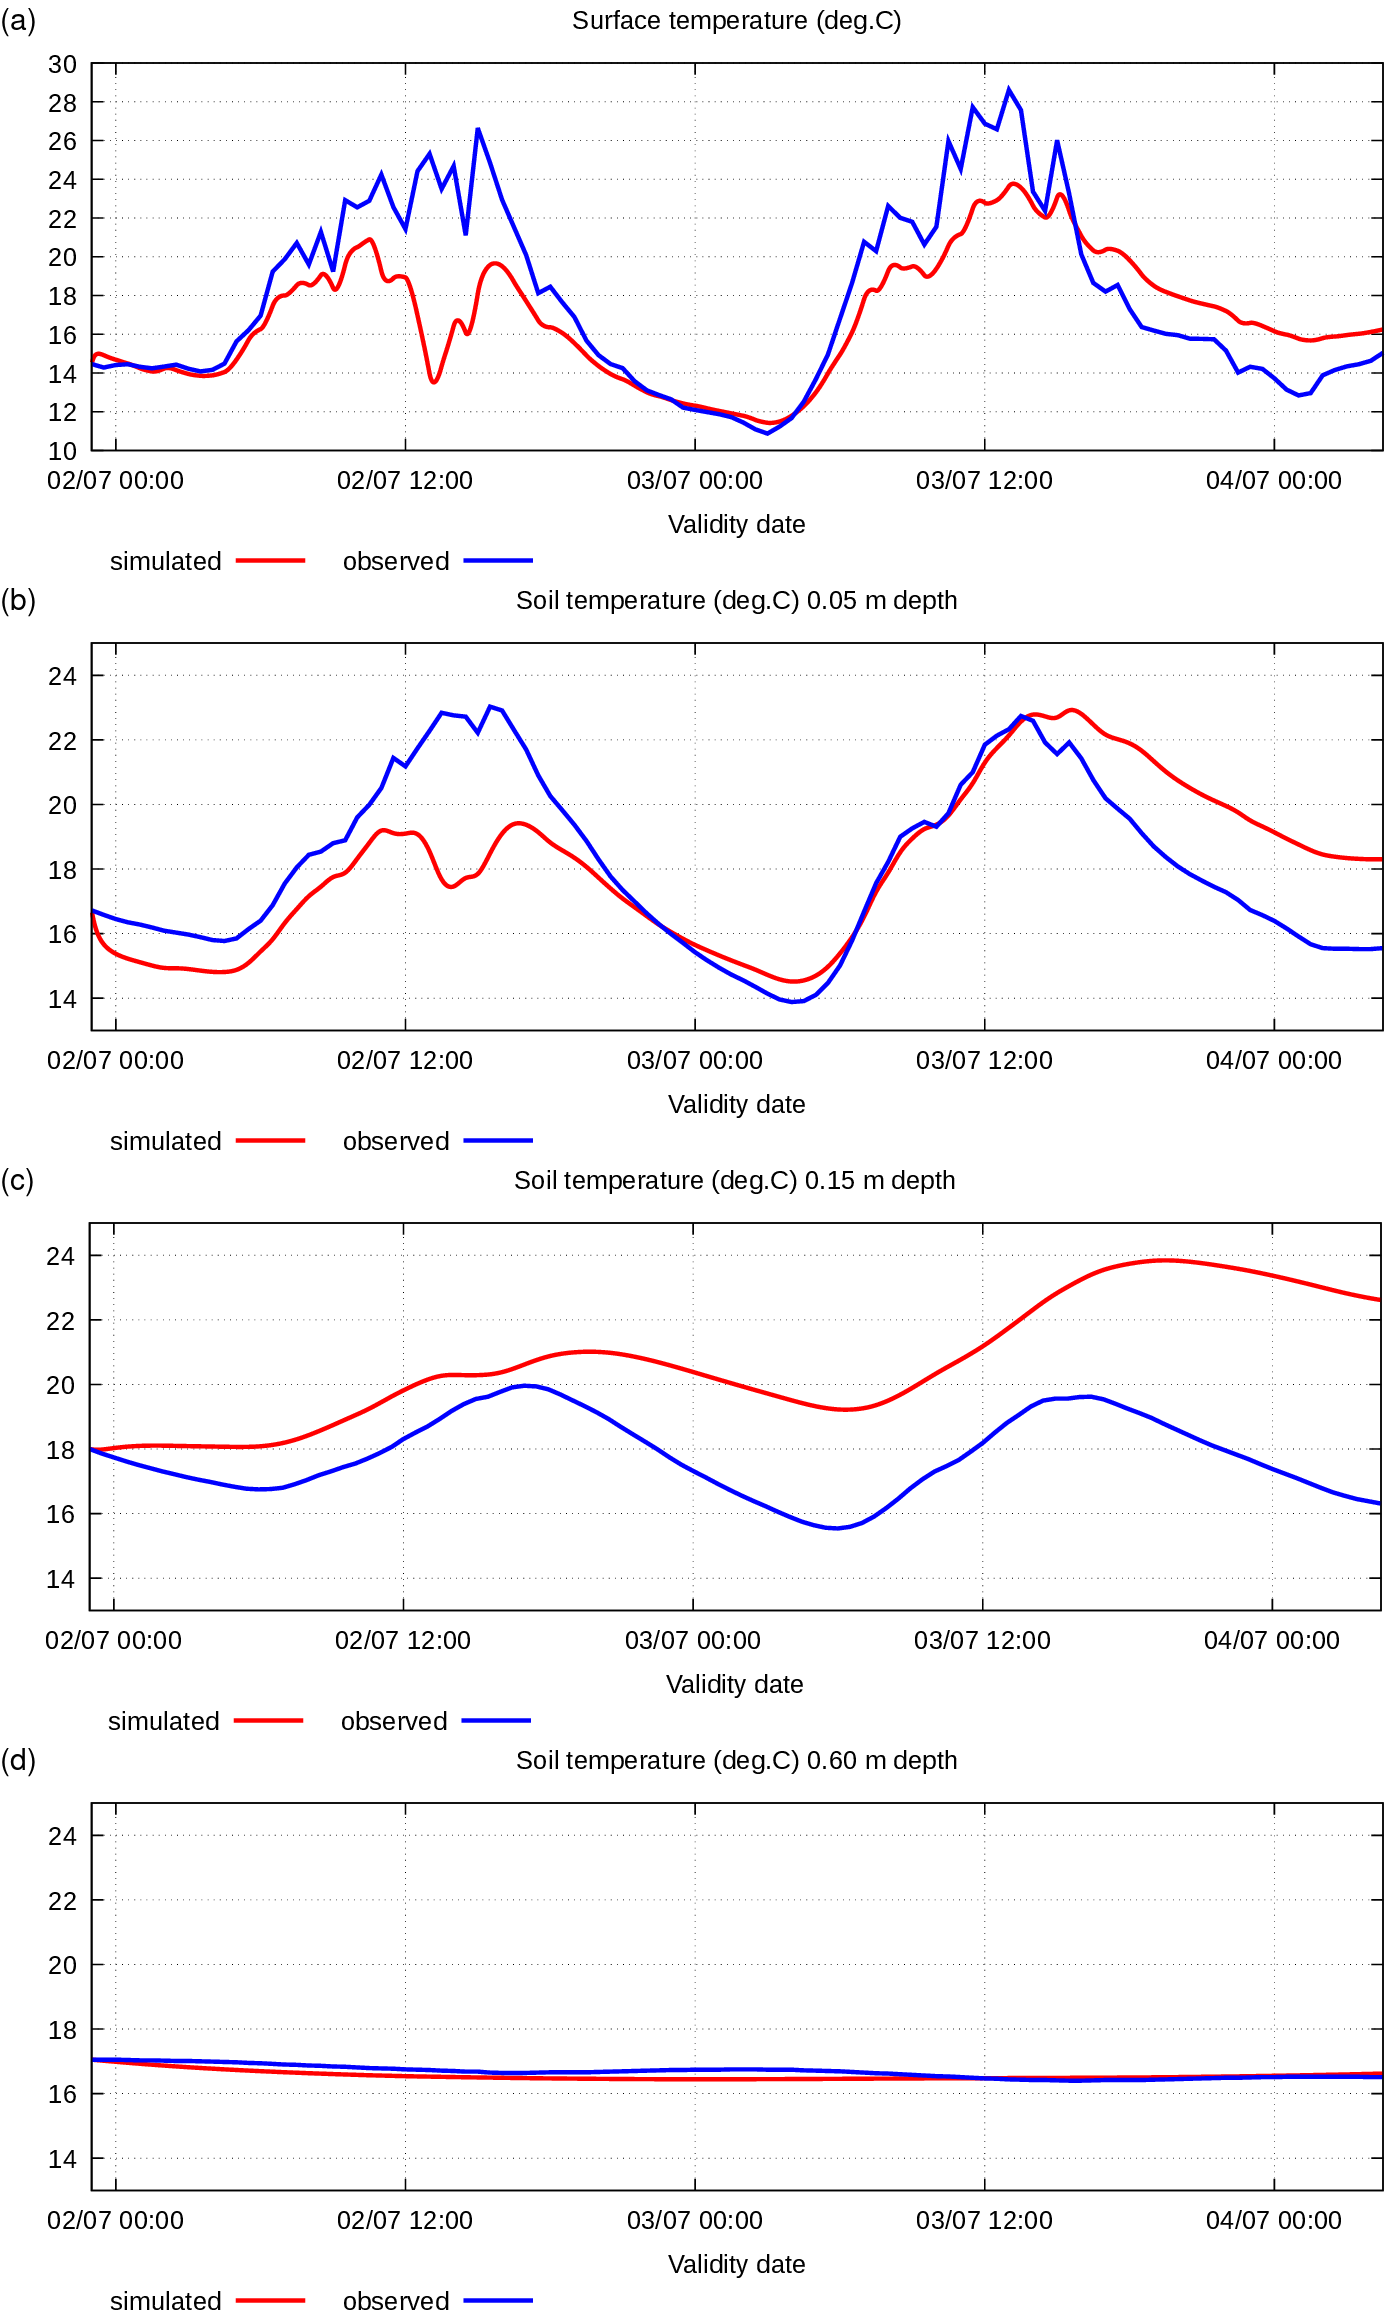 (a)
Surface temperature (deg.C)
30
28
26
24
22
20
18
16
14
12
10
02/07 00:00 02/07 12:00 03/07 00:00 03/07 12:00 04/07 00:00
Validity date
simulated observed
(b)
Soil temperature (deg.C) 0.05 m depth
24
22
20
18
16
14
02/07 00:00 02/07 12:00 03/07 00:00 03/07 12:00 04/07 00:00
Validity date
simulated observed
(c)
Soil temperature (deg.C) 0.15 m depth
24
22
20
18
16
14
02/07 00:00 02/07 12:00 03/07 00:00 03/07 12:00 04/07 00:00
Validity date
simulated observed
(d)
Soil temperature (deg.C) 0.60 m depth
24
22
20
18
16
14
02/07 00:00 02/07 12:00 03/07 00:00 03/07 12:00 04/07 00:00
Validity date
simulated observed